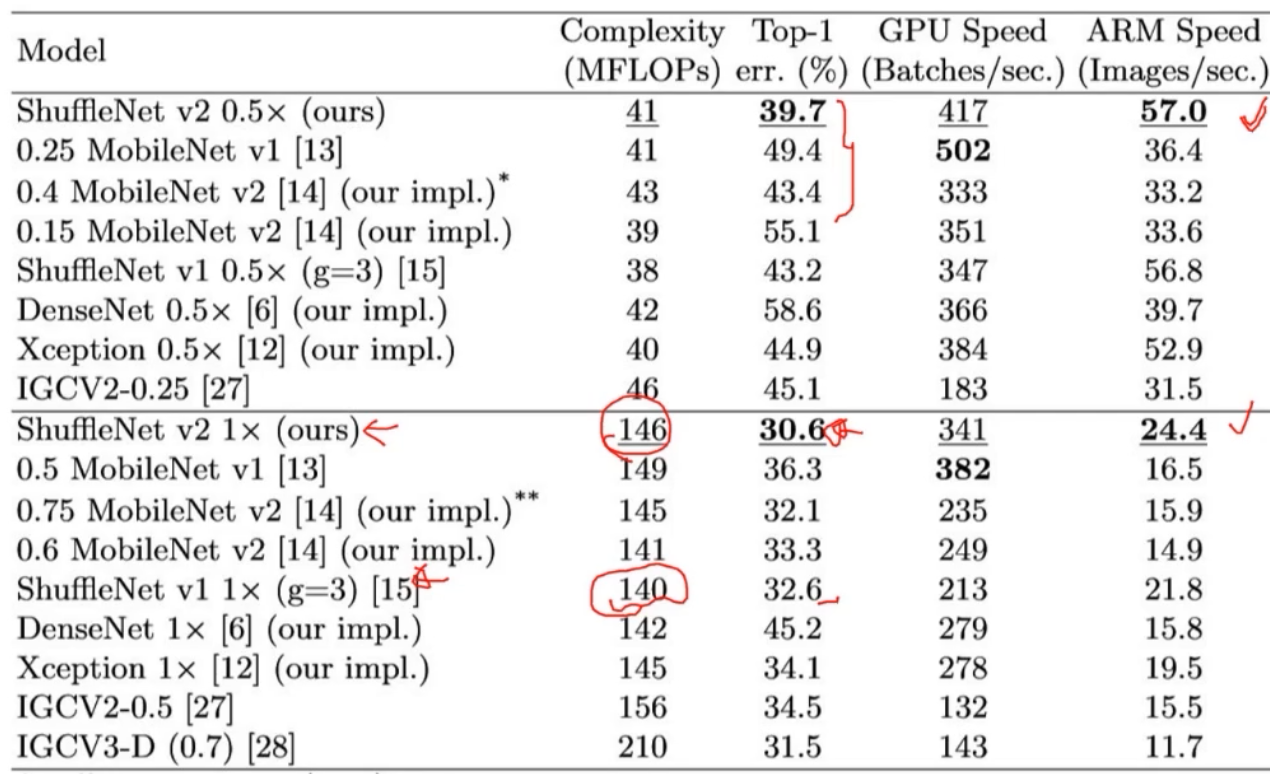 Model Complexity (MFLOPs) Top-1 err. (%) GPU Speed (Batches/sec.) ARM Speed (Images/sec.)
ShuffleNet v2 0.5× (ours) 41 39.7 417 57.0
0.25 MobileNet v1 [13] 41 49.4 502 36.4
0.4 MobileNet v2 [14] (our impl.)* 43 43.4 333 33.2
0.15 MobileNet v2 [14] (our impl.) 39 55.1 351 33.6
ShuffleNet v1 0.5× (g=3) [15] 38 43.2 347 56.8
DenseNet 0.5× [6] (our impl.) 42 58.6 366 39.7
Xception 0.5× [12] (our impl.) 40 44.9 384 52.9
IGCV2-0.25 [27] 46 45.1 183 31.5
ShuffleNet v2 1× (ours) 146 30.6 341 24.4
0.5 MobileNet v1 [13] 149 36.3 382 16.5
0.75 MobileNet v2 [14] (our impl.)** 145 32.1 235 15.9
0.6 MobileNet v2 [14] (our impl.) 141 33.3 249 14.9
ShuffleNet v1 1× (g=3) [15] 140 32.6 213 21.8
DenseNet 1× [6] (our impl.) 142 45.2 279 15.8
Xception 1× [12] (our impl.) 145 34.1 278 19.5
IGCV2-0.5 [27] 156 34.5 132 15.5
IGCV3-D (0.7) [28] 210 31.5 143 11.7